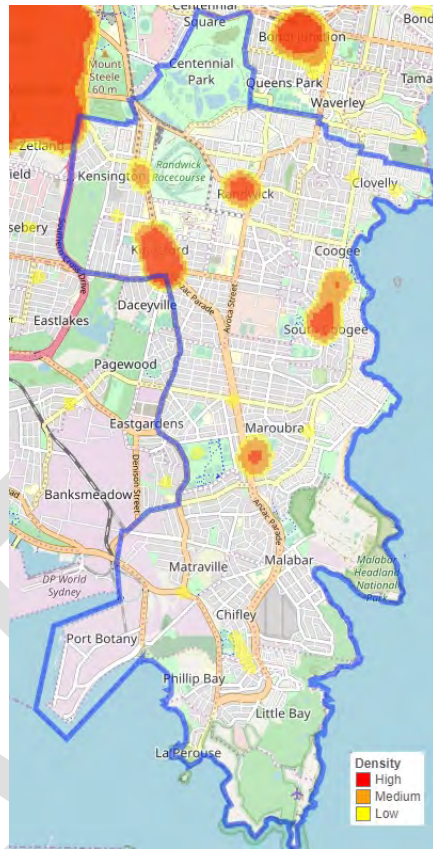 Centennial
Square
Bondi Junction
Mount
Steele
60 m
Centennial
Park
Queens Park
Tama
Waverley
Zetland
Kensington
Randwick
Racecourse
field
Clovelly
Randwick
sebery
Southern Cross Drive
Coogee
Daceyville
Anzac Parade
Avoca Street
Eastlakes
South Coogee
Pagewood
Eastgardens
Maroubra
Denison Street
Banksmeadow
Anzac Parade
Malabar
Malabar
Headland
National
Park
Matraville
DP World
Sydney
Chifley
Port Botany
Phillip Bay
Little Bay
La Perouse
Density
High
Medium
Low